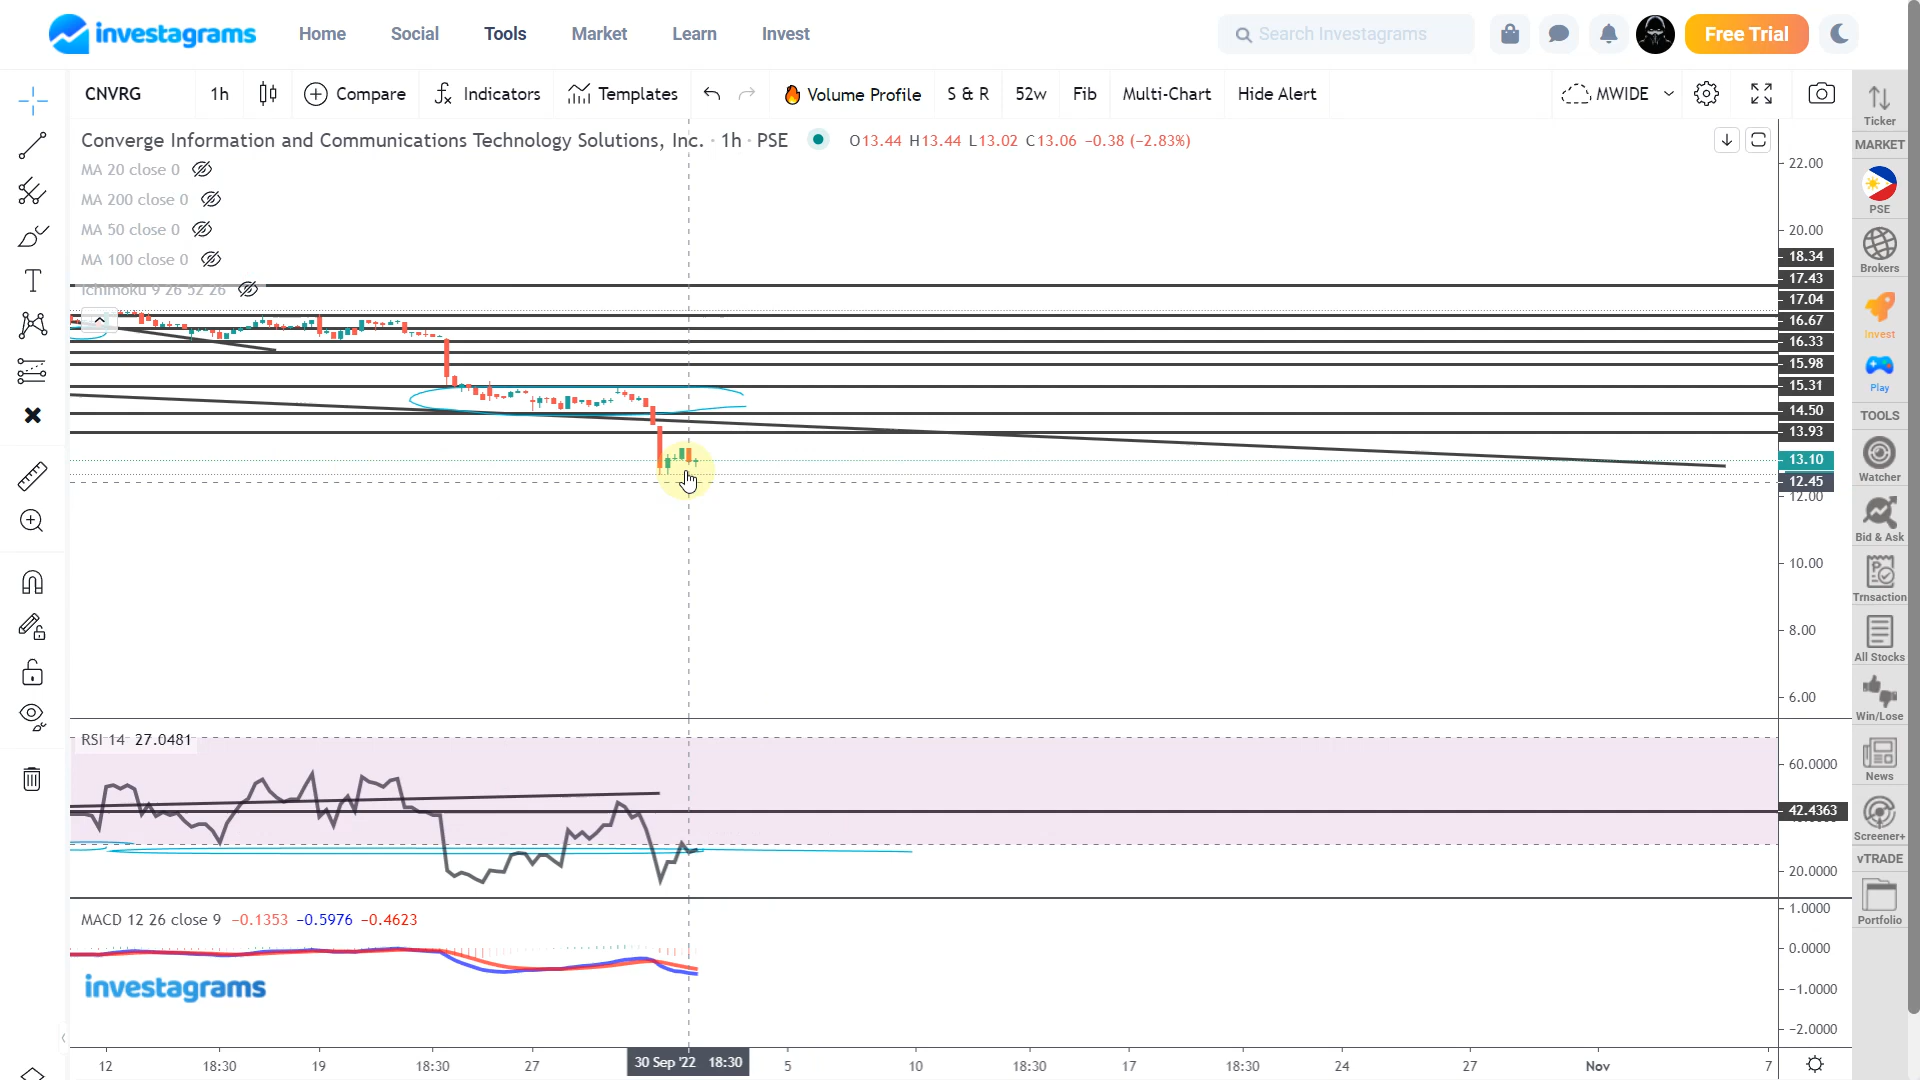 investagrams Home Social Tools Market Learn Invest Search Investagrams Free Trial
CNVRG 1h Compare Indicators Templates Volume Profile S & R 52w Fib Multi-Chart Hide Alert MWIDE
Converge Information and Communications Technology Solutions, Inc. · 1h · PSE O13.44 H13.44 L13.02 C13.06 −0.38 (−2.83%)
MA 20 close 0
MA 200 close 0
MA 50 close 0
MA 100 close 0
Ichimoku 9 26 52 26
22.00
20.00
18.34
17.43
17.04
16.67
16.33
15.98
15.31
14.50
13.93
13.10
12.45
12.00
10.00
8.00
6.00
RSI 14 27.0481
60.0000
42.4363
20.0000
MACD 12 26 close 9 −0.1353 −0.5976 −0.4623
1.0000
0.0000
−1.0000
−2.0000
investagrams
12 18:30 19 18:30 27 30 Sep '22 18:30 5 10 18:30 17 18:30 24 27 Nov 7
Ticker
MARKET
PSE
Brokers
Invest
Play
TOOLS
Watcher
Bid & Ask
Trnsaction
All Stocks
Win/Lose
News
Screener+
vTRADE
Portfolio